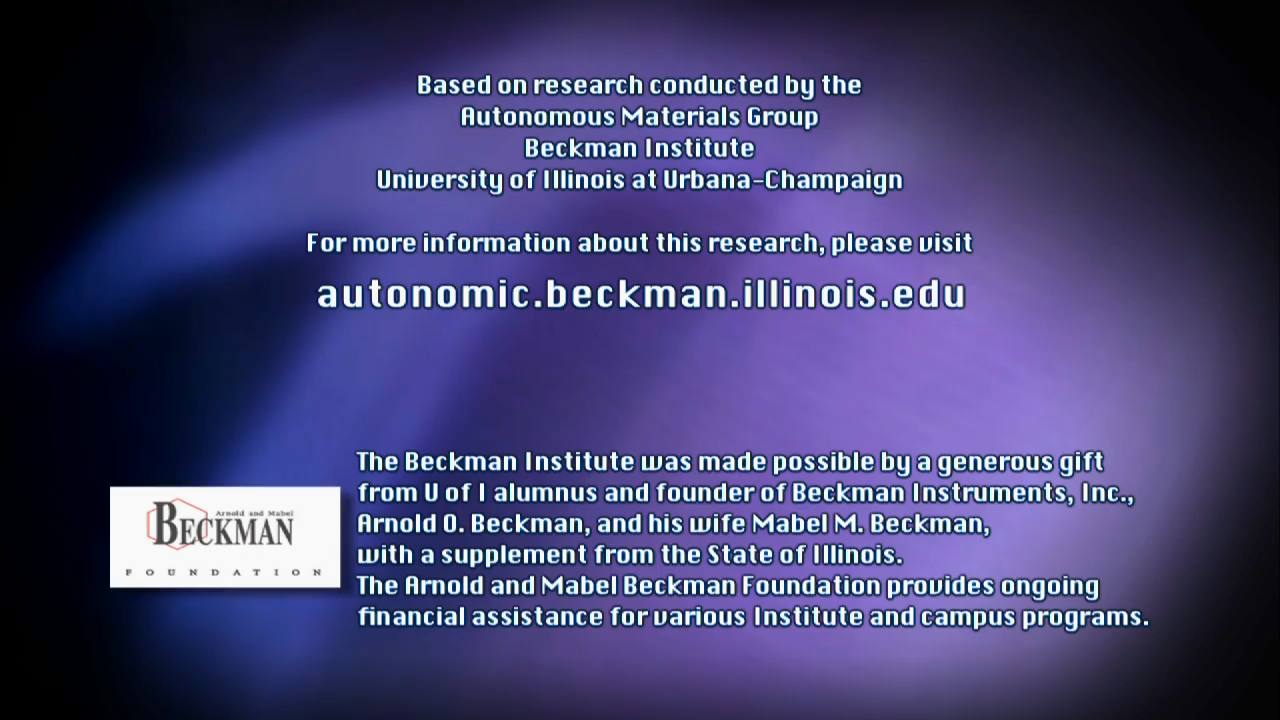 Based on research conducted by the
Autonomous Materials Group
Beckman Institute
University of Illinois at Urbana-Champaign
For more information about this research, please visit
autonomic.beckman.illinois.edu
The Beckman Institute was made possible by a generous gift
from U of I alumnus and founder of Beckman Instruments, Inc.,
Arnold O. Beckman, and his wife Mabel M. Beckman,
with a supplement from the State of Illinois.
The Arnold and Mabel Beckman Foundation provides ongoing
financial assistance for various Institute and campus programs.
Arnold and Mabel
BECKMAN
FOUNDATION